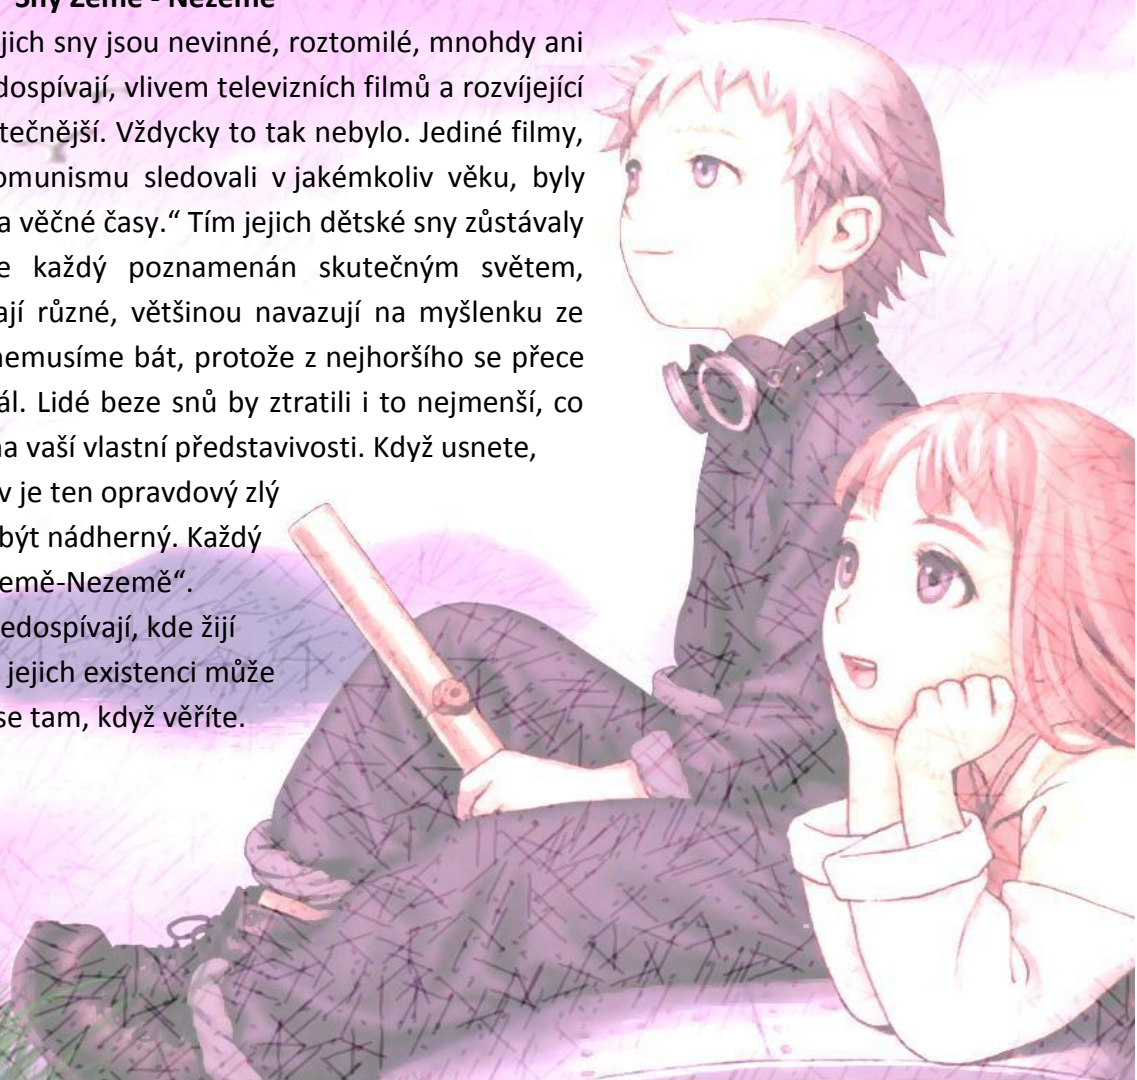 Sny Země - Nezemě
jich sny jsou nevinné, roztomilé, mnohdy ani
dospívají, vlivem televizních filmů a rozvíjející
tečnější. Vždycky to tak nebylo. Jediné filmy,
omunismu sledovali v jakémkoliv věku, byly
a věčné časy.“ Tím jejich dětské sny zůstávaly
e každý poznamenán skutečným světem,
ají různé, většinou navazují na myšlenku ze
nemusíme bát, protože z nejhoršího se přece
ál. Lidé beze snů by ztratili i to nejmenší, co
na vaší vlastní představivosti. Když usnete,
v je ten opravdový zlý
být nádherný. Každý
emě-Nezemě“.
edospívají, kde žijí
jejich existenci může
se tam, když věříte.